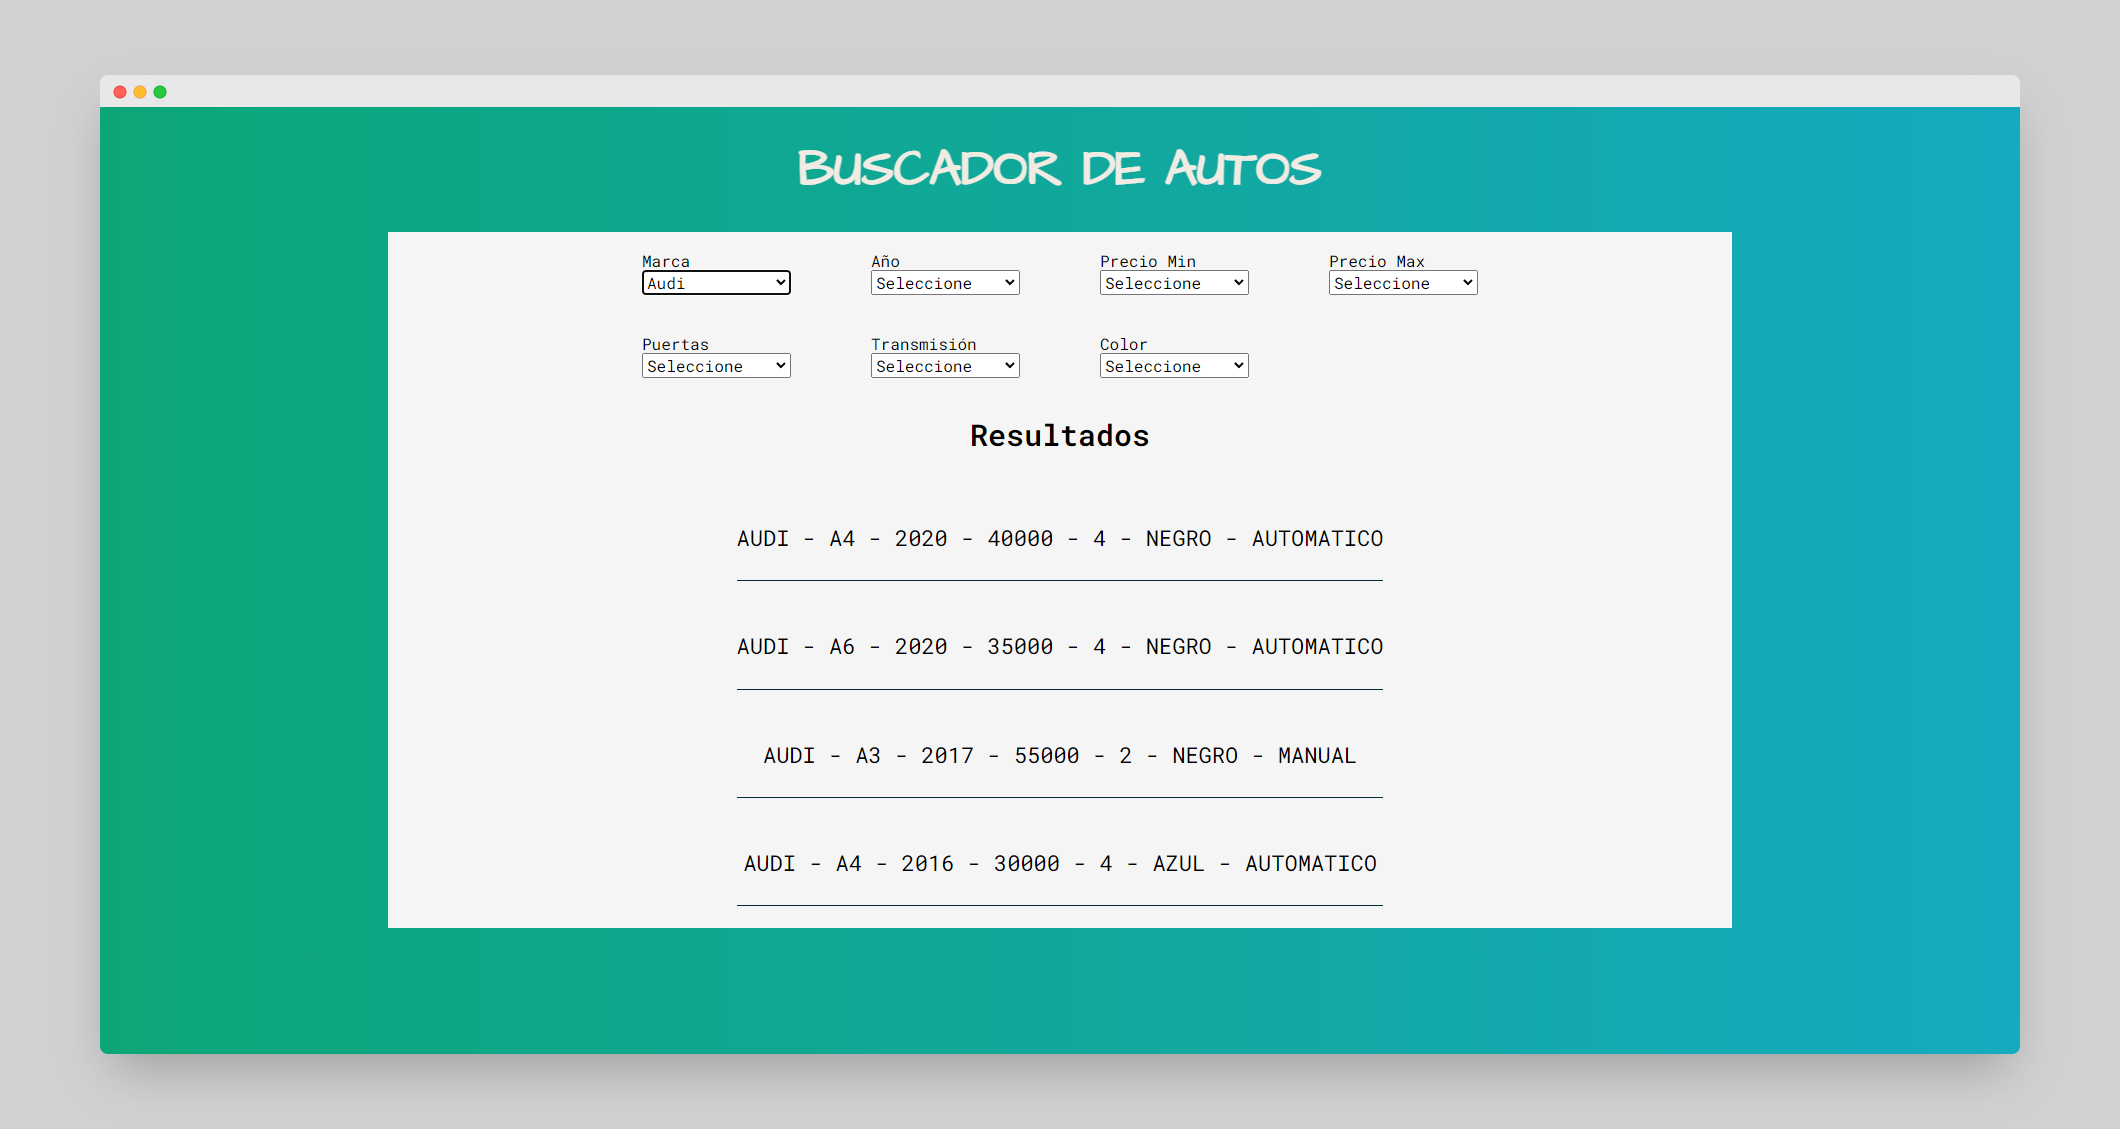 BUSCADOR DE AUTOS
Marca Año Precio Min Precio Max
Audi Seleccione Seleccione Seleccione
Puertas Transmisión Color
Seleccione Seleccione Seleccione
Resultados
AUDI - A4 - 2020 - 40000 - 4 - NEGRO - AUTOMATICO
AUDI - A6 - 2020 - 35000 - 4 - NEGRO - AUTOMATICO
AUDI - A3 - 2017 - 55000 - 2 - NEGRO - MANUAL
AUDI - A4 - 2016 - 30000 - 4 - AZUL - AUTOMATICO